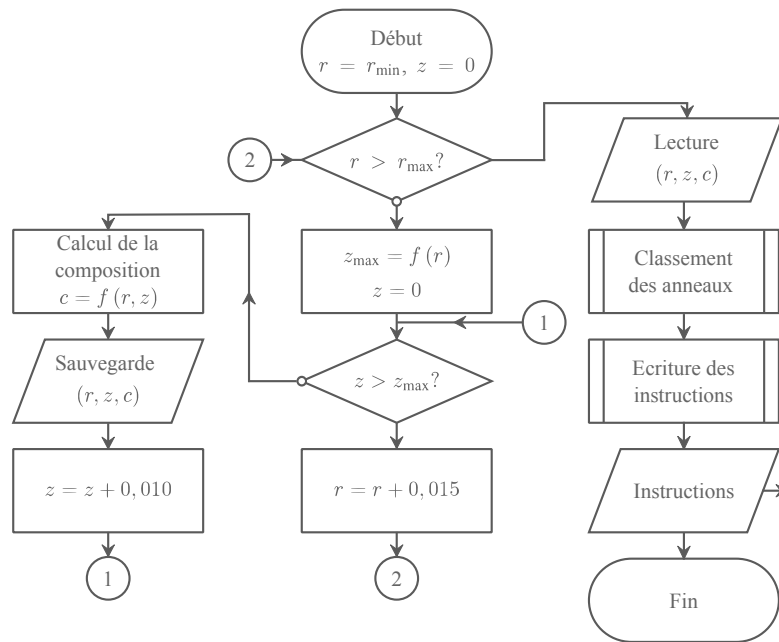 Début
r = r_min, z = 0
2
r > r_max?
Lecture
(r, z, c)
Calcul de la
composition
c = f (r, z)
z_max = f (r)
z = 0
Classement
des anneaux
1
Sauvegarde
(r, z, c)
z > z_max?
Ecriture des
instructions
z = z + 0, 010
r = r + 0, 015
Instructions
1
2
Fin